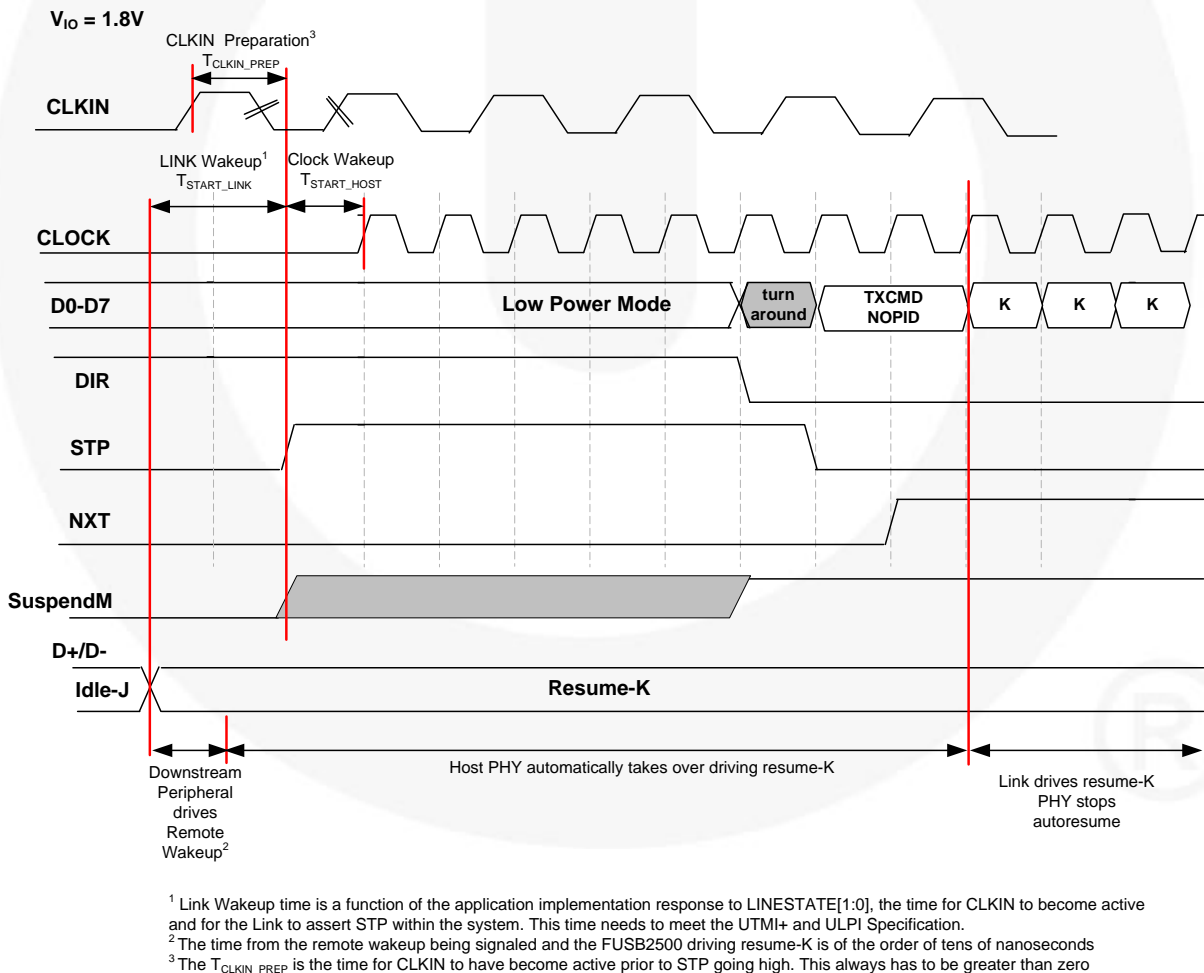 V_IO = 1.8V
CLKIN Preparation³
T_CLKIN_PREP
CLKIN
LINK Wakeup¹
T_START_LINK
Clock Wakeup
T_START_HOST
CLOCK
D0-D7
Low Power Mode
turn
around
TXCMD
NOPID
K
K
K
DIR
STP
NXT
SuspendM
D+/D-
Idle-J
Resume-K
Downstream
Peripheral
drives
Remote
Wakeup²
Host PHY automatically takes over driving resume-K
Link drives resume-K
PHY stops
autoresume
®
¹ Link Wakeup time is a function of the application implementation response to LINESTATE[1:0], the time for CLKIN to become active
and for the Link to assert STP within the system. This time needs to meet the UTMI+ and ULPI Specification.
² The time from the remote wakeup being signaled and the FUSB2500 driving resume-K is of the order of tens of nanoseconds
³ The T_CLKIN_PREP is the time for CLKIN to have become active prior to STP going high. This always has to be greater than zero